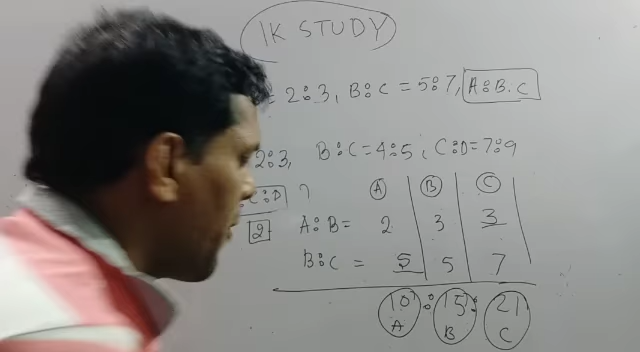 1K STUDY
= 2:3, B:C = 5:7, A:B:C
2:3, B:C=4:5, C:D=7:9
:C:D ?
A B C
2 A:B= 2 3 3
B:C = 5 5 7
10 : 15 : 21
A B C